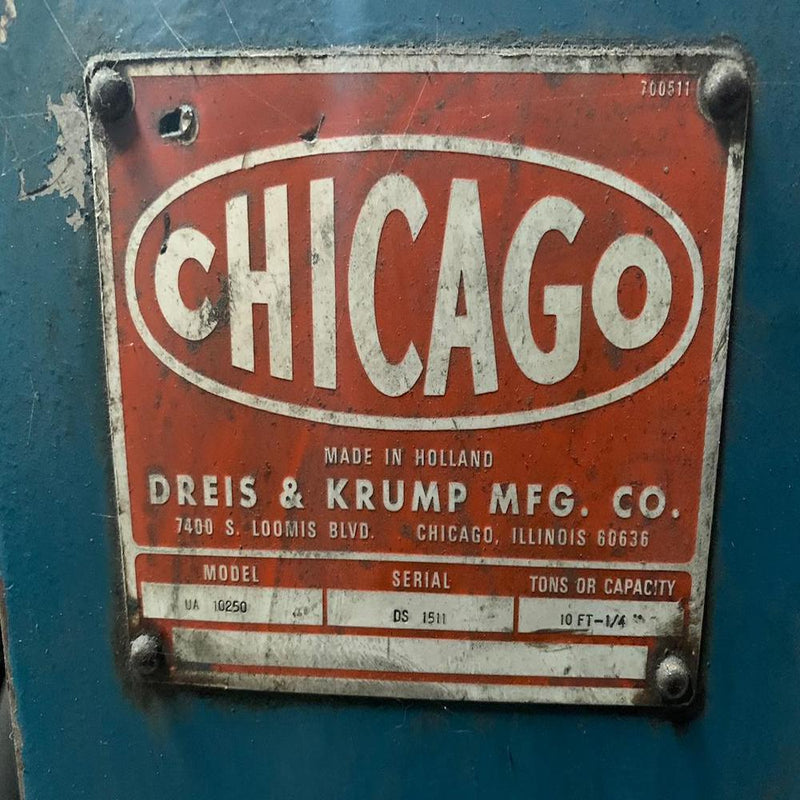 700511
CHICAGO
MADE IN HOLLAND
DREIS & KRUMP MFG. CO.
7400 S. LOOMIS BLVD. CHICAGO, ILLINOIS 60636
MODEL SERIAL TONS OR CAPACITY
UA 10250 DS 1511 10 FT-1/4 "